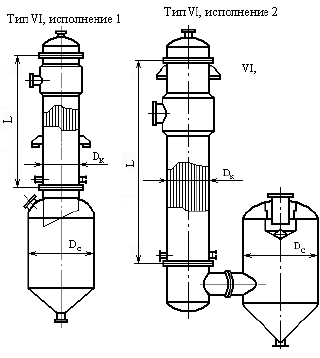 Тип VI, исполнение 1
Тип VI, исполнение 2
VI,
L
Dк
Dс
L
Dк
Dс